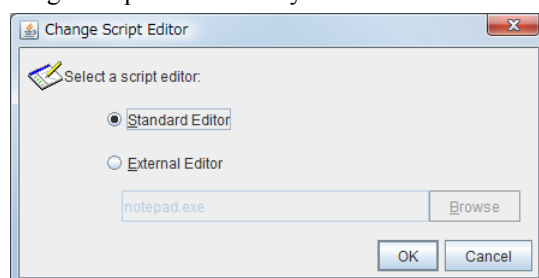 Change Script Editor
Select a script editor:
Standard Editor
External Editor
notepad.exe
Browse
OK Cancel